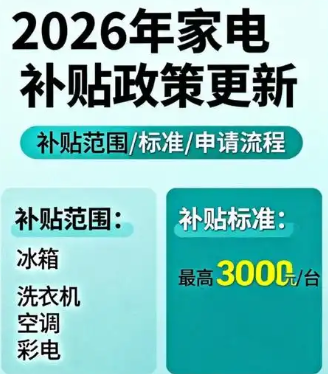 2026年家电
补贴政策更新
补贴范围/标准/申请流程
补贴范围：
冰箱
洗衣机
空调
彩电
补贴标准：
最高3000元/台